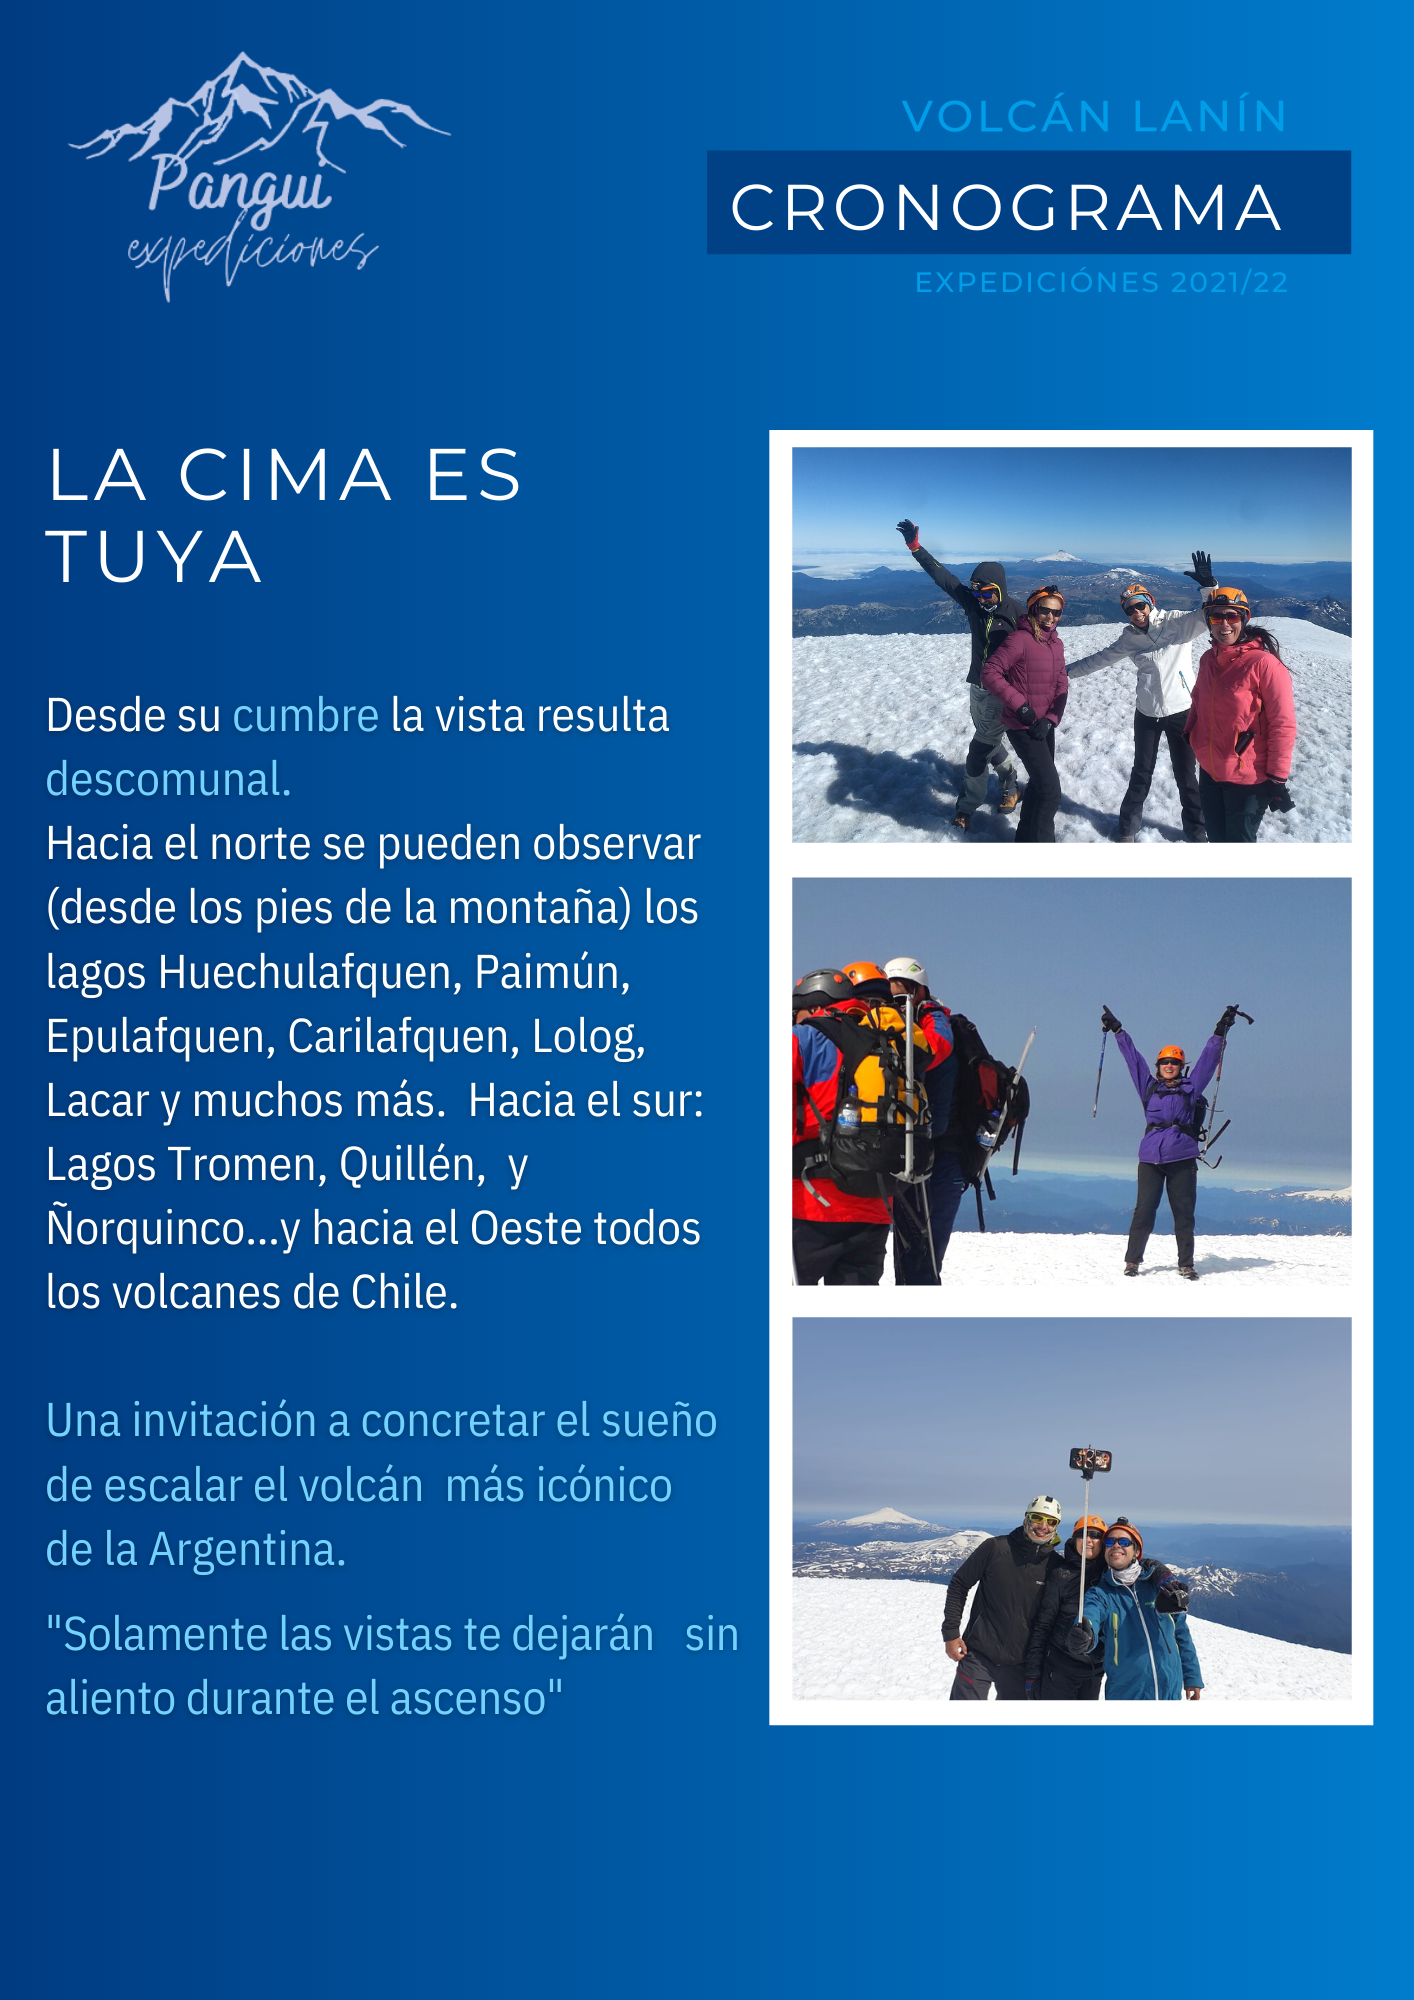 Pangui
expediciones
VOLCÁN LANÍN
CRONOGRAMA
EXPEDICIÓNES 2021/22
LA CIMA ES
TUYA
Desde su cumbre la vista resulta
descomunal.
Hacia el norte se pueden observar
(desde los pies de la montaña) los
lagos Huechulafquen, Paimún,
Epulafquen, Carilafquen, Lolog,
Lacar y muchos más.  Hacia el sur:
Lagos Tromen, Quillén,  y
Ñorquinco...y hacia el Oeste todos
los volcanes de Chile.
Una invitación a concretar el sueño
de escalar el volcán  más icónico
de la Argentina.
"Solamente las vistas te dejarán   sin
aliento durante el ascenso"